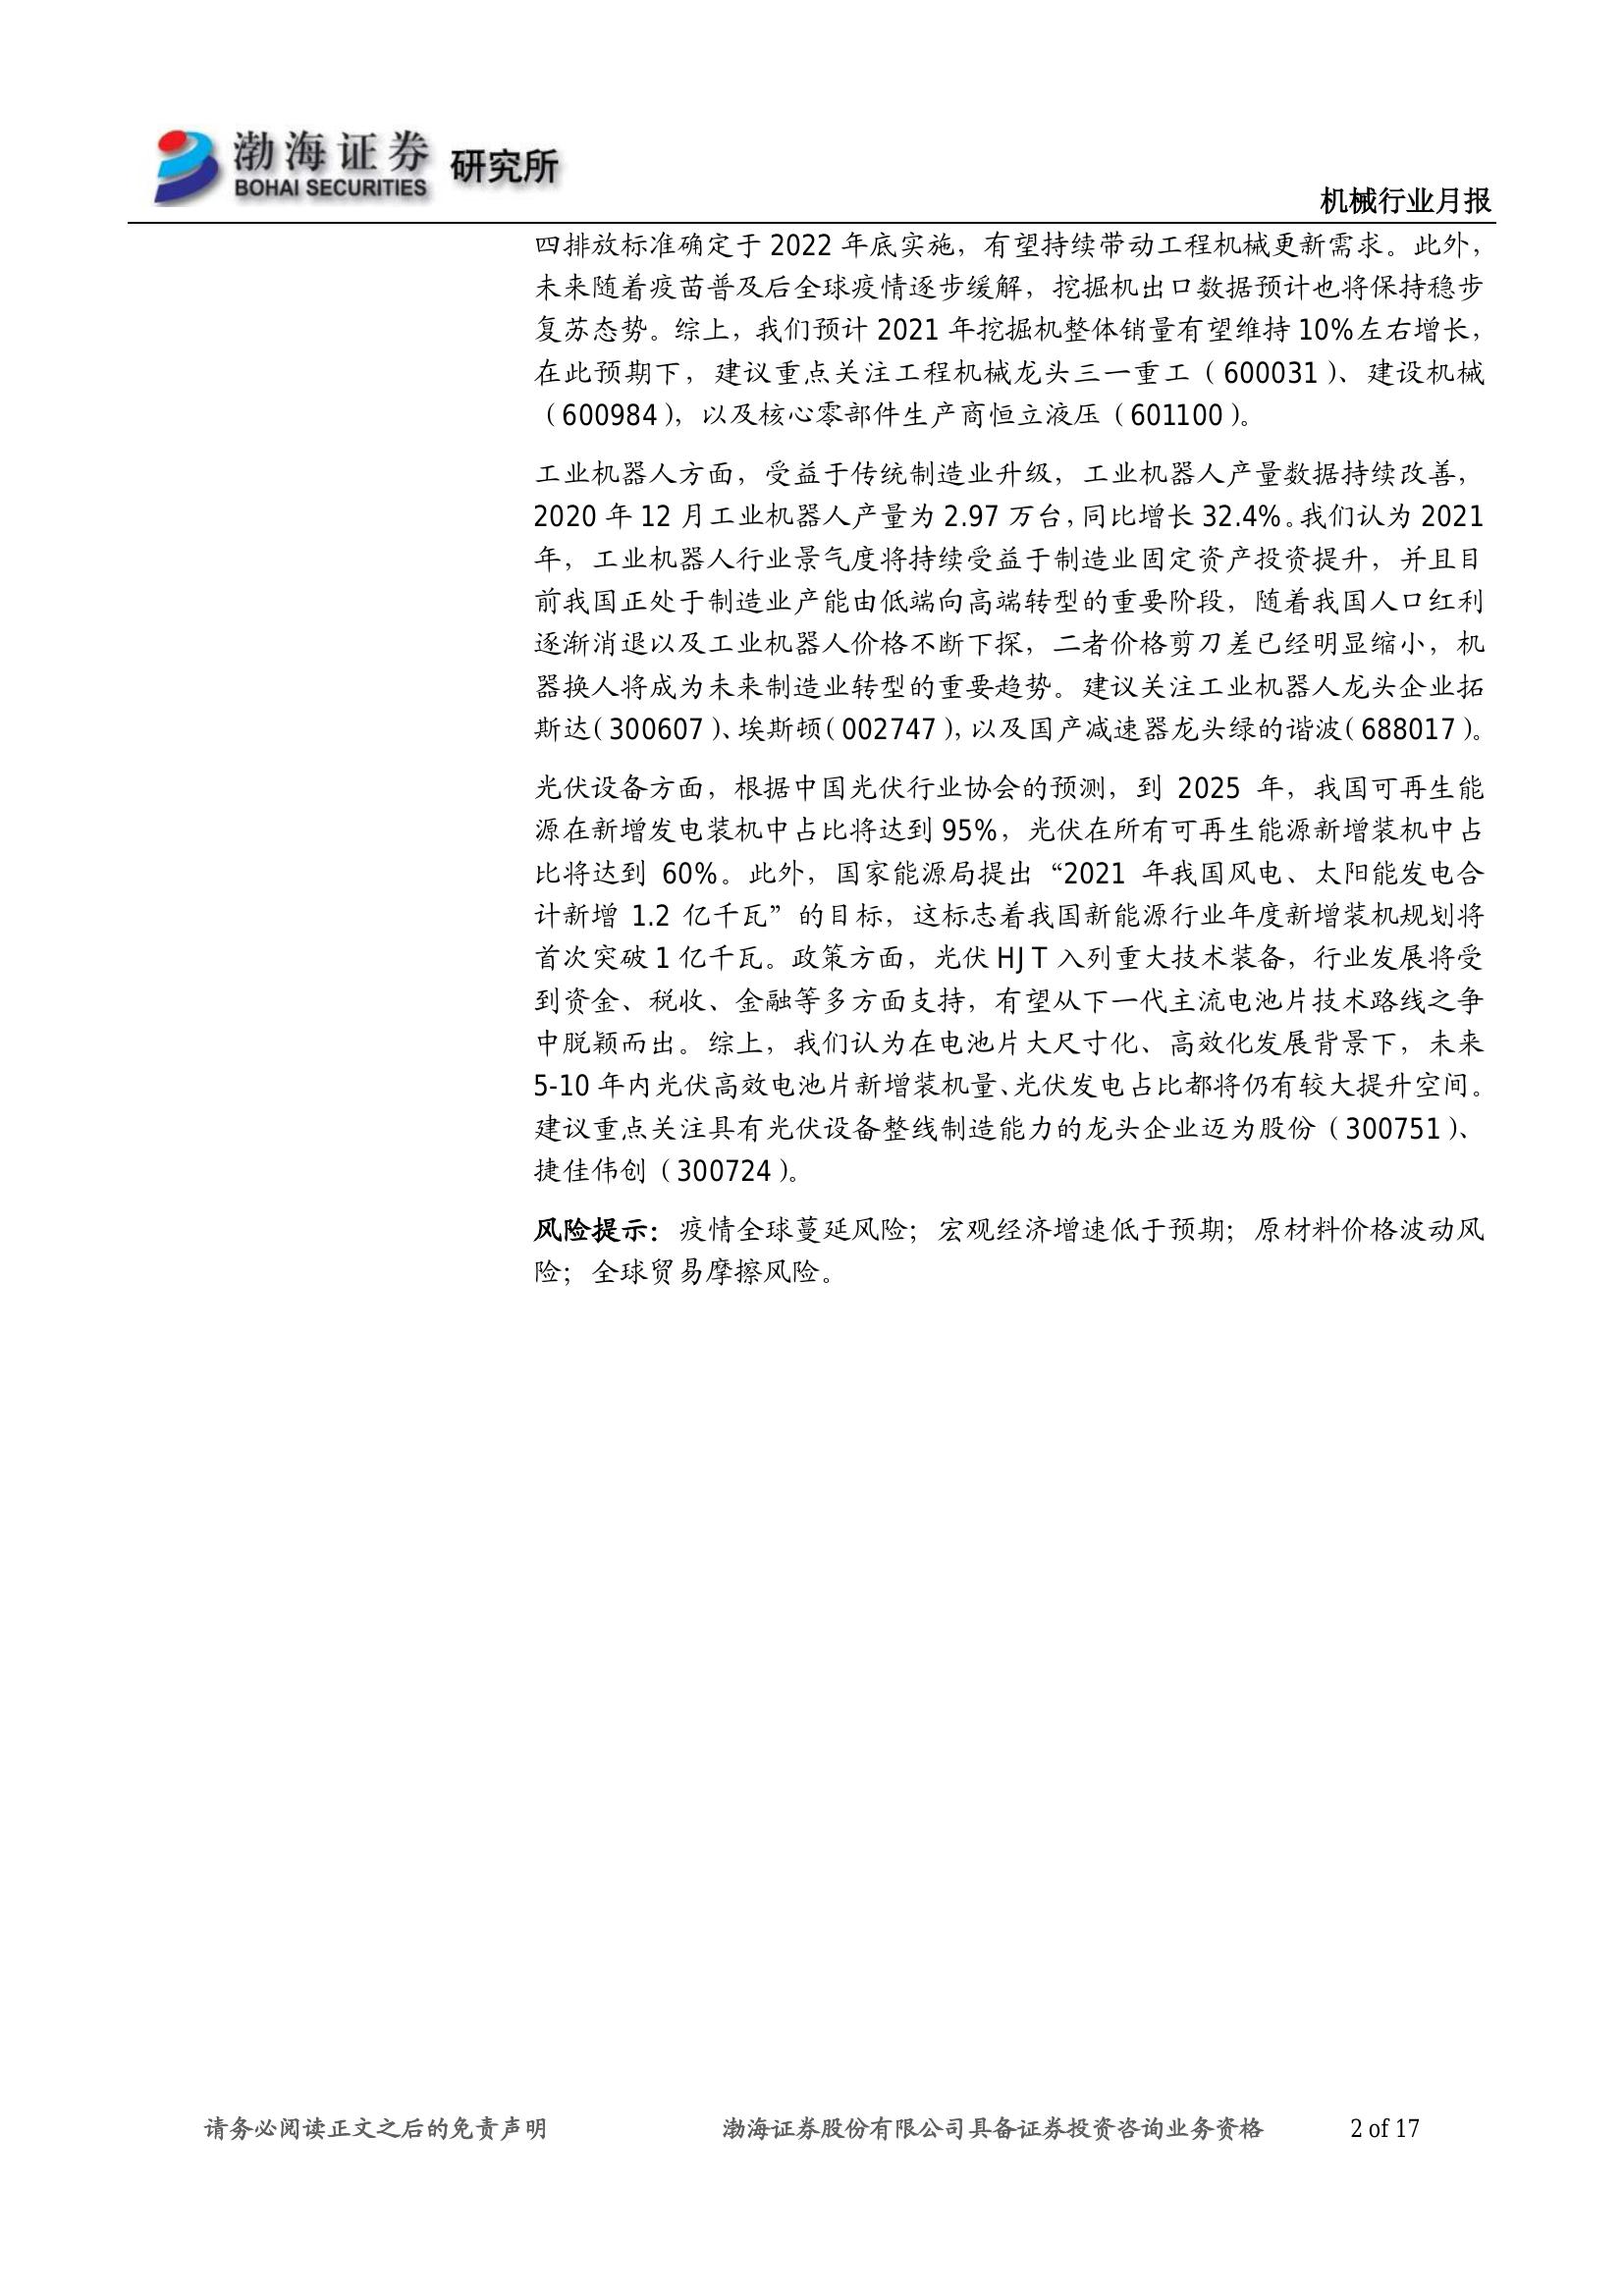 渤海证券
BOHAI SECURITIES
研究所
机械行业月报
四排放标准确定于 2022 年底实施，有望持续带动工程机械更新需求。此外，
未来随着疫苗普及后全球疫情逐步缓解，挖掘机出口数据预计也将保持稳步
复苏态势。综上，我们预计 2021 年挖掘机整体销量有望维持 10%左右增长，
在此预期下，建议重点关注工程机械龙头三一重工（600031）、建设机械
（600984），以及核心零部件生产商恒立液压（601100）。
工业机器人方面，受益于传统制造业升级，工业机器人产量数据持续改善，
2020 年 12 月工业机器人产量为 2.97 万台，同比增长 32.4%。我们认为 2021
年，工业机器人行业景气度将持续受益于制造业固定资产投资提升，并且目
前我国正处于制造业产能由低端向高端转型的重要阶段，随着我国人口红利
逐渐消退以及工业机器人价格不断下探，二者价格剪刀差已经明显缩小，机
器换人将成为未来制造业转型的重要趋势。建议关注工业机器人龙头企业拓
斯达（300607）、埃斯顿（002747），以及国产减速器龙头绿的谐波（688017）。
光伏设备方面，根据中国光伏行业协会的预测，到 2025 年，我国可再生能
源在新增发电装机中占比将达到 95%，光伏在所有可再生能源新增装机中占
比将达到 60%。此外，国家能源局提出“2021 年我国风电、太阳能发电合
计新增 1.2 亿千瓦”的目标，这标志着我国新能源行业年度新增装机规划将
首次突破 1 亿千瓦。政策方面，光伏 HJT 入列重大技术装备，行业发展将受
到资金、税收、金融等多方面支持，有望从下一代主流电池片技术路线之争
中脱颖而出。综上，我们认为在电池片大尺寸化、高效化发展背景下，未来
5-10 年内光伏高效电池片新增装机量、光伏发电占比都将仍有较大提升空间。
建议重点关注具有光伏设备整线制造能力的龙头企业迈为股份（300751）、
捷佳伟创（300724）。
风险提示：疫情全球蔓延风险；宏观经济增速低于预期；原材料价格波动风
险；全球贸易摩擦风险。
请务必阅读正文之后的免责声明 渤海证券股份有限公司具备证券投资咨询业务资格 2 of 17